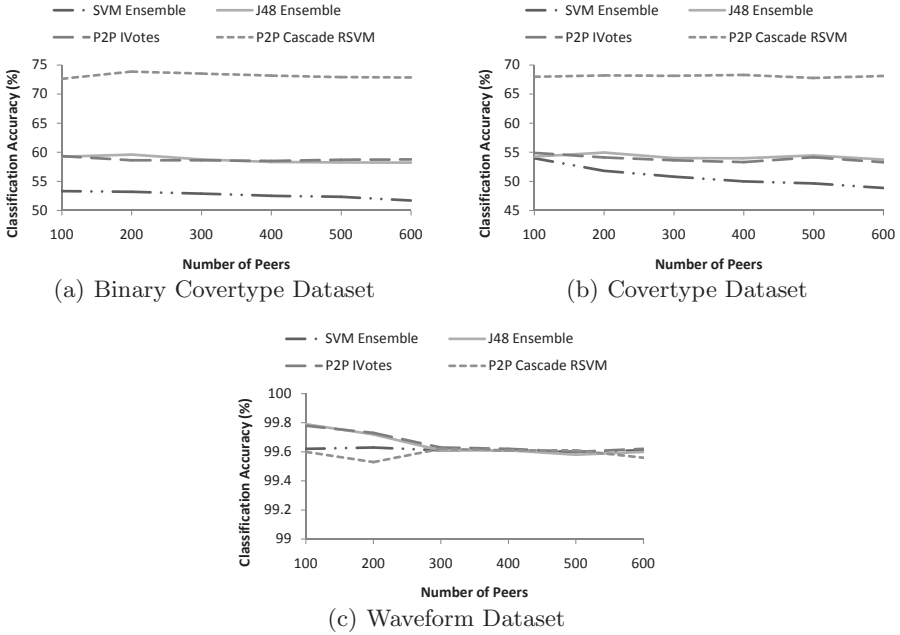 SVM Ensemble
J48 Ensemble
P2P IVotes
P2P Cascade RSVM
Classification Accuracy (%)
75
70
65
60
55
50
100 200 300 400 500 600
Number of Peers
(a) Binary Covertype Dataset
SVM Ensemble
J48 Ensemble
P2P IVotes
P2P Cascade RSVM
Classification Accuracy (%)
70
65
60
55
50
45
100 200 300 400 500 600
Number of Peers
(b) Covertype Dataset
SVM Ensemble
J48 Ensemble
P2P IVotes
P2P Cascade RSVM
Classification Accuracy (%)
100
99.8
99.6
99.4
99.2
99
100 200 300 400 500 600
Number of Peers
(c) Waveform Dataset